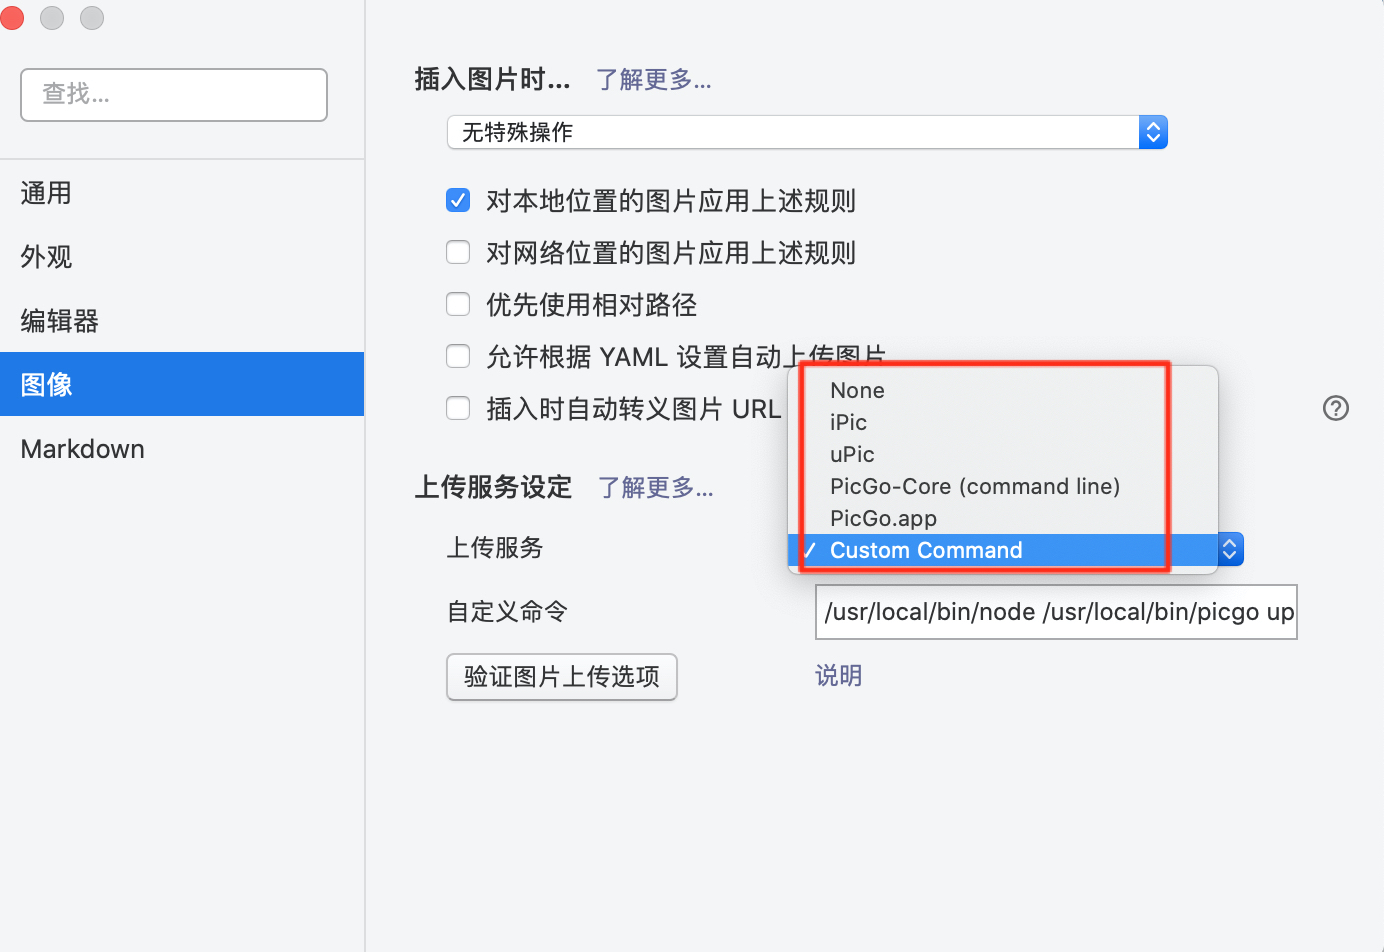 查找...
通用
外观
编辑器
图像
Markdown
插入图片时... 了解更多...
无特殊操作
对本地位置的图片应用上述规则
对网络位置的图片应用上述规则
优先使用相对路径
允许根据 YAML 设置自动上传图片
插入时自动转义图片 URL
None
iPic
uPic
PicGo-Core (command line)
PicGo.app
✓ Custom Command
上传服务设定 了解更多...
上传服务
自定义命令 /usr/local/bin/node /usr/local/bin/picgo up
验证图片上传选项 说明